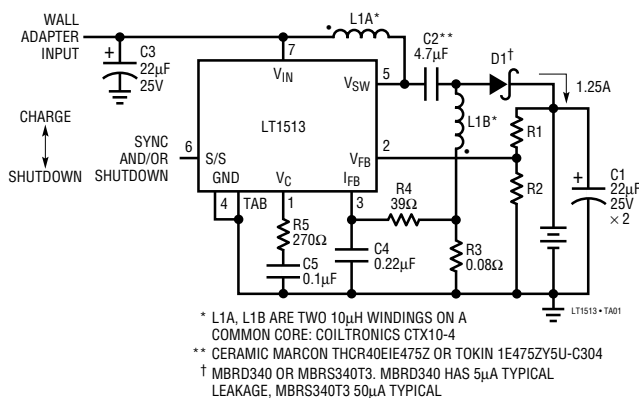 WALL
ADAPTER
INPUT
L1A*
C3
22µF
25V
+
7
VIN
VSW
5
C2**
4.7µF
D1†
1.25A
CHARGE
SHUTDOWN
SYNC
AND/OR
SHUTDOWN
6
S/S
LT1513
L1B*
VFB
2
R1
R2
C1
22µF
25V
× 2
+
GND
TAB
VC
IFB
4
1
3
R4
39Ω
R5
270Ω
C5
0.1µF
C4
0.22µF
R3
0.08Ω
LT1513 • TA01
* L1A, L1B ARE TWO 10µH WINDINGS ON A
COMMON CORE: COILTRONICS CTX10-4
** CERAMIC MARCON THCR40EIE475Z OR TOKIN 1E475ZY5U-C304
† MBRD340 OR MBRS340T3. MBRD340 HAS 5µA TYPICAL
LEAKAGE, MBRS340T3 50µA TYPICAL